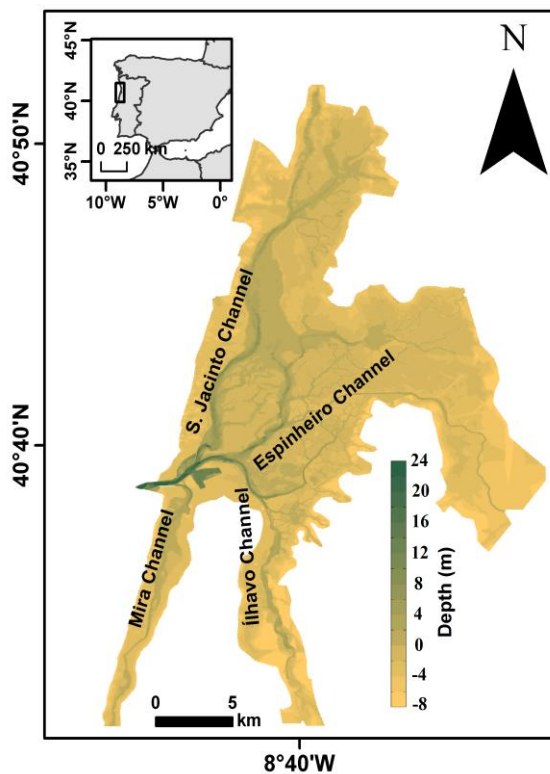 45°N
40°N
35°N
0 250 km
10°W 5°W 0°
N
40°50'N
40°40'N
S. Jacinto Channel
Espinheiro Channel
Mira Channel
Ílhavo Channel
24
20
16
12
8
4
0
-4
-8
Depth (m)
0 5
km
8°40'W